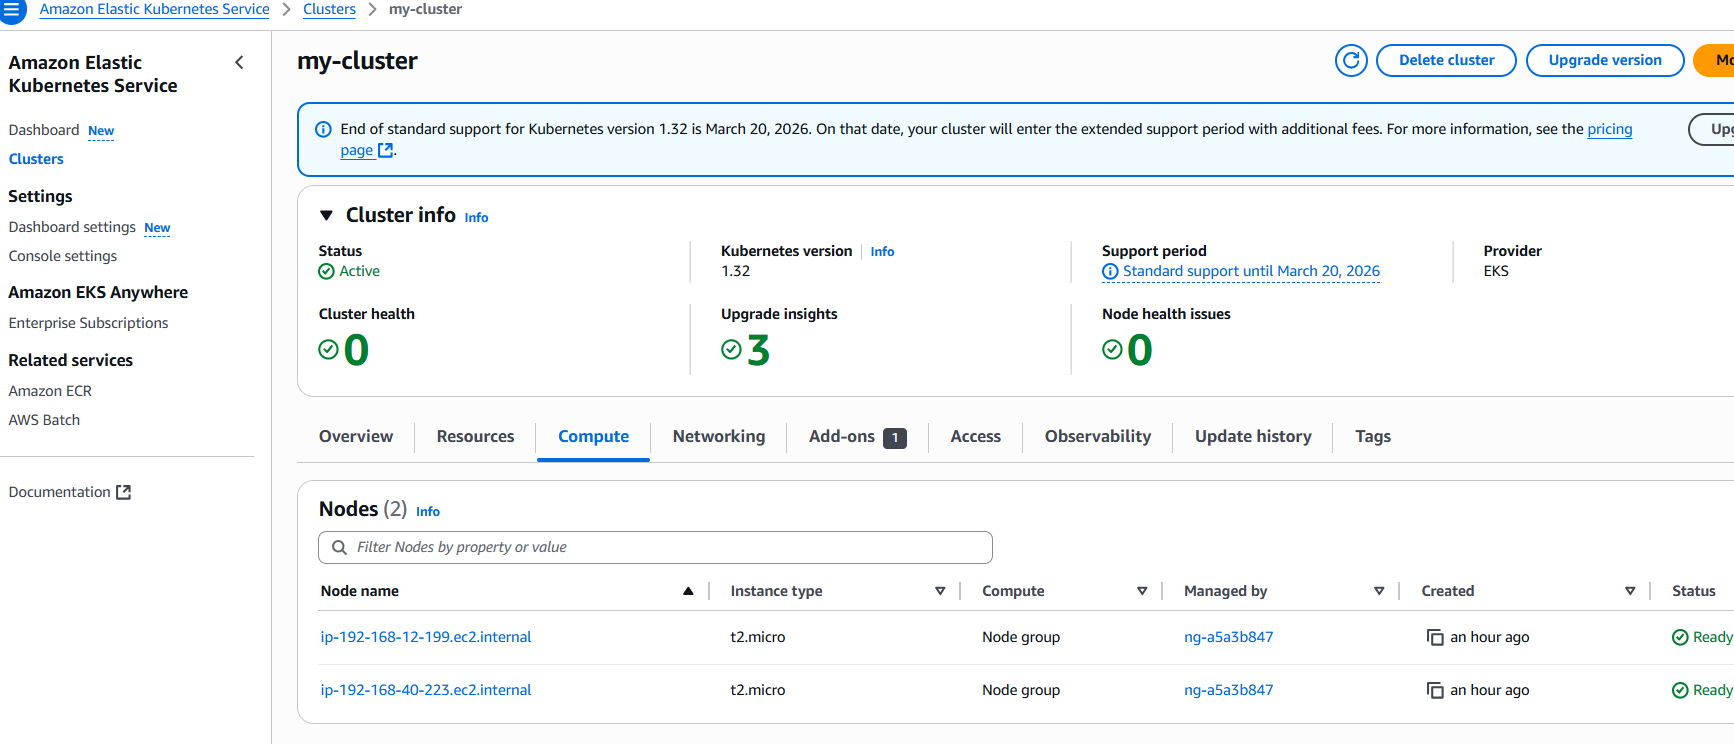 Amazon Elastic Kubernetes Service > Clusters > my-cluster
Amazon Elastic
Kubernetes Service
Dashboard New
Clusters
Settings
Dashboard settings New
Console settings
Amazon EKS Anywhere
Enterprise Subscriptions
Related services
Amazon ECR
AWS Batch
Documentation
my-cluster
Delete cluster
Upgrade version
End of standard support for Kubernetes version 1.32 is March 20, 2026. On that date, your cluster will enter the extended support period with additional fees. For more information, see the pricing
page.
Cluster info Info
Status
Active
Kubernetes version Info
1.32
Support period
Standard support until March 20, 2026
Provider
EKS
Cluster health
0
Upgrade insights
3
Node health issues
0
Overview Resources Compute Networking Add-ons 1 Access Observability Update history Tags
Nodes (2) Info
Filter Nodes by property or value
Node name Instance type Compute Managed by Created Status
ip-192-168-12-199.ec2.internal t2.micro Node group ng-a5a3b847 an hour ago Ready
ip-192-168-40-223.ec2.internal t2.micro Node group ng-a5a3b847 an hour ago Ready